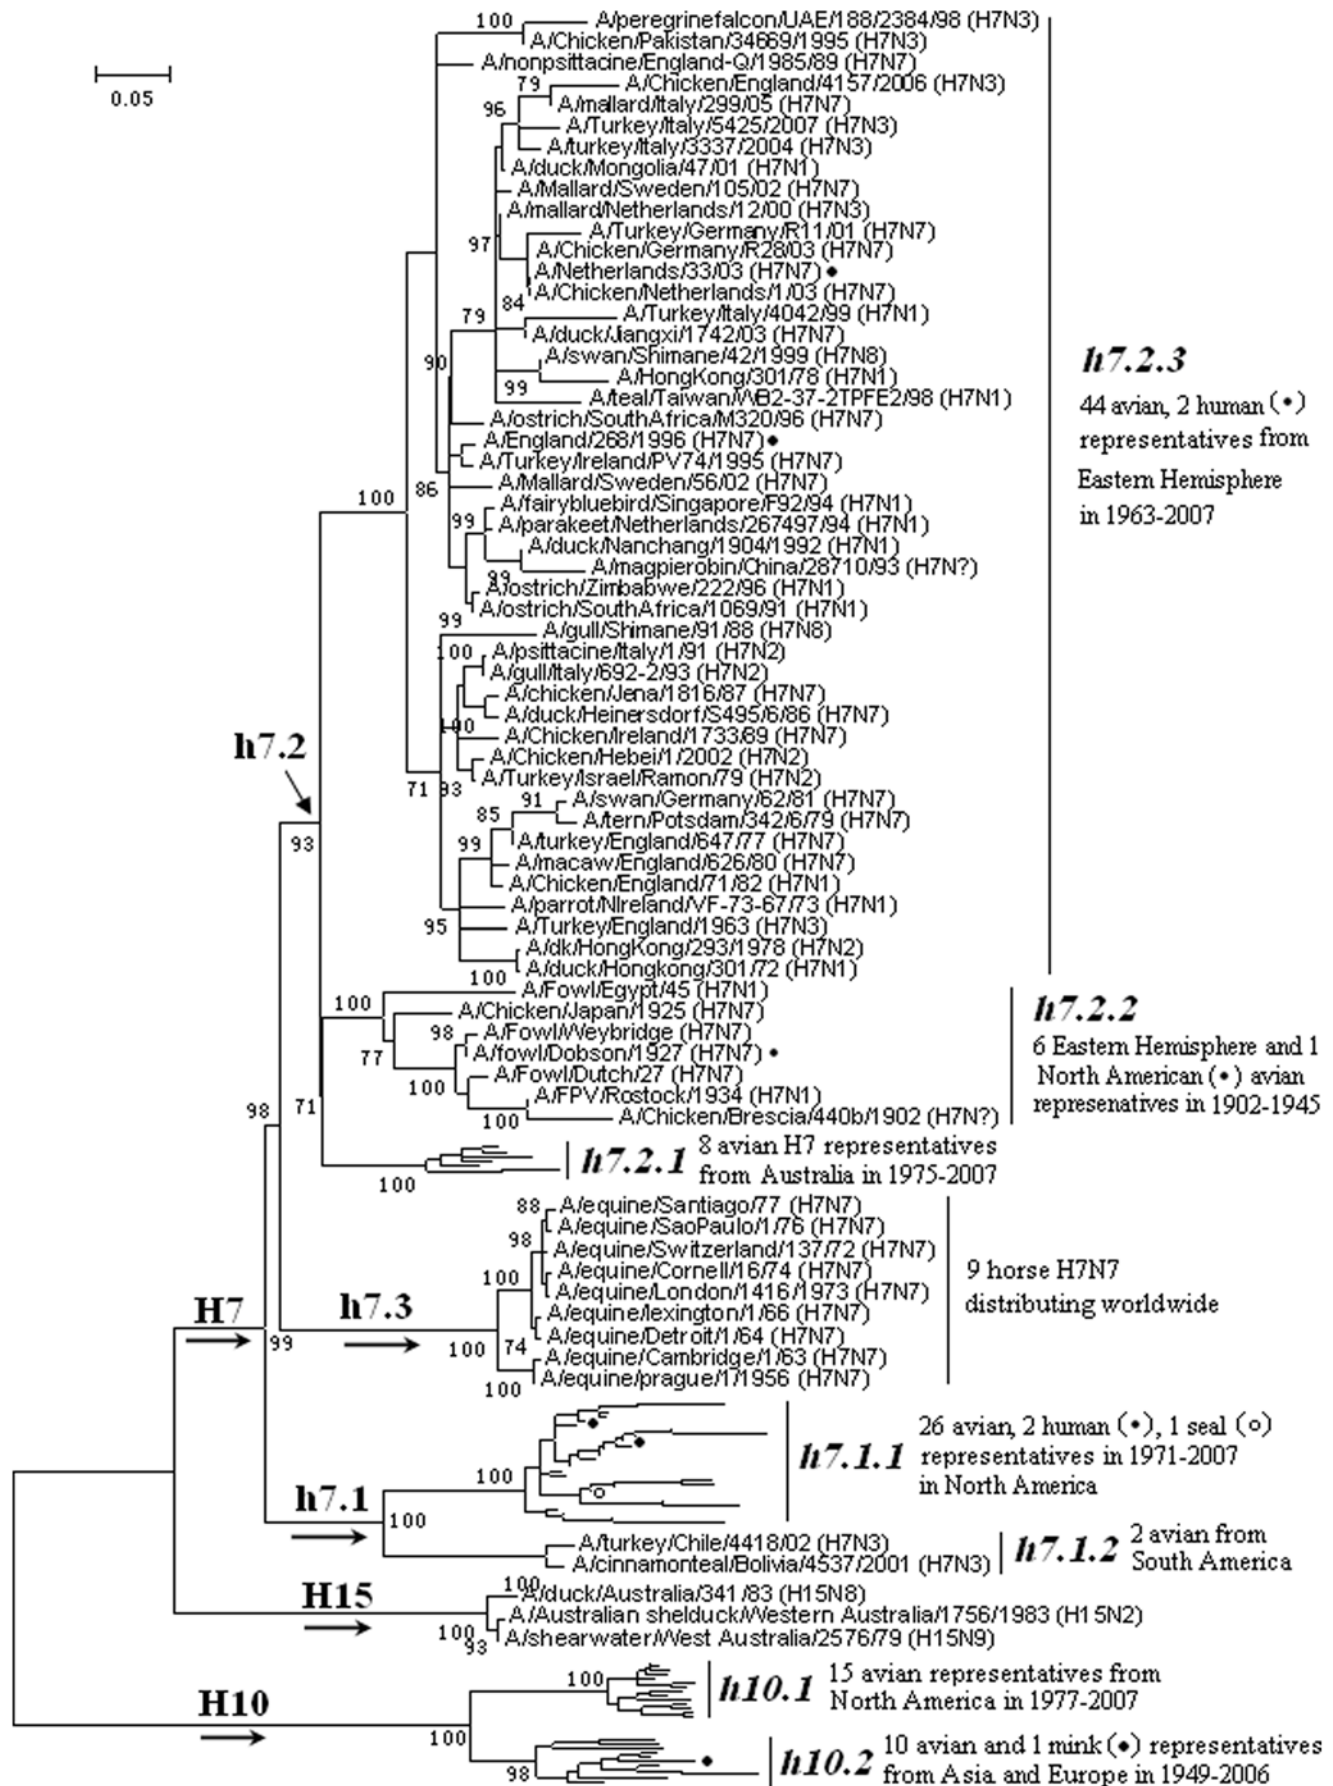 100 A/peregrinefalcon/UAE/188/2384/98 (H7N3)
A/Chicken/Pakistan/34669/1995 (H7N3)
A/nonpsittacine/England-Q/1985/89 (H7N7)
0.05
79 A/Chicken/England/4157/2006 (H7N3)
A/mallard/Italy/299/05 (H7N7)
96
A/Turkey/Italy/5425/2007 (H7N3)
A/turkey/Italy/3337/2004 (H7N3)
A/duck/Mongolia/47/01 (H7N1)
A/Mallard/Sweden/105/02 (H7N7)
A/mallard/Netherlands/12/00 (H7N3)
A/Turkey/Germany/R11/01 (H7N7)
97
A/Chicken/Germany/R28/03 (H7N7)
A/Netherlands/33/03 (H7N7) •
A/Chicken/Netherlands/1/03 (H7N7)
84
A/Turkey/Italy/4042/99 (H7N1)
79
A/duck/Jiangxi/1742/03 (H7N7)
A/swan/Shimane/42/1999 (H7N8)
90
A/HongKong/301/78 (H7N1)
99
A/teal/Taiwan/WB2-37-2TPFE2/98 (H7N1)
A/ostrich/SouthAfrica/M320/96 (H7N7)
A/England/268/1996 (H7N7) •
A/Turkey/Ireland/PV74/1995 (H7N7)
A/Mallard/Sweden/56/02 (H7N7)
86
100
A/fairybluebird/Singapore/F92/94 (H7N1)
99
A/parakeet/Netherlands/267497/94 (H7N1)
A/duck/Nanchang/1904/1992 (H7N1)
A/magpierobin/China/28710/93 (H7N?)
99
A/ostrich/Zimbabwe/222/96 (H7N1)
A/ostrich/SouthAfrica/1069/91 (H7N1)
99
h7.2.3
44 avian, 2 human (•)
representatives from
Eastern Hemisphere
in 1963-2007
A/gull/Shimane/91/88 (H7N8)
100 A/psittacine/Italy/1/91 (H7N2)
A/gull/Italy/692-2/93 (H7N2)
A/chicken/Jena/1816/87 (H7N7)
A/duck/Heinersdorf/S495/6/86 (H7N7)
100
A/Chicken/Ireland/1733/89 (H7N7)
A/Chicken/Hebei/1/2002 (H7N2)
A/Turkey/Israel/Ramon/79 (H7N2)
71 93
h7.2
93
91 A/swan/Germany/62/81 (H7N7)
85
A/tern/Potsdam/342/6/79 (H7N7)
A/turkey/England/647/77 (H7N7)
99
A/macaw/England/626/80 (H7N7)
A/Chicken/England/71/82 (H7N1)
A/parrot/NIreland/VF-73-67/73 (H7N1)
95
A/Turkey/England/1963 (H7N3)
A/dk/HongKong/293/1978 (H7N2)
A/duck/Hongkong/301/72 (H7N1)
100
A/Fowl/Egypt/45 (H7N1)
100
A/Chicken/Japan/1925 (H7N7)
98 A/Fowl/Weybridge (H7N7)
A/fowl/Dobson/1927 (H7N7) •
77
A/Fowl/Dutch/27 (H7N7)
100
A/FPV/Rostock/1934 (H7N1)
A/Chicken/Brescia/440b/1902 (H7N?)
100
h7.2.2
6 Eastern Hemisphere and 1
North American (•) avian
represenatives in 1902-1945
98
71
100
h7.2.1 8 avian H7 representatives
from Australia in 1975-2007
88 A/equine/Santiago/77 (H7N7)
A/equine/SaoPaulo/1/76 (H7N7)
98
A/equine/Switzerland/137/72 (H7N7)
A/equine/Cornell/16/74 (H7N7)
100
A/equine/London/1416/1973 (H7N7)
A/equine/lexington/1/66 (H7N7)
A/equine/Detroit/1/64 (H7N7)
74
100
A/equine/Cambridge/1/63 (H7N7)
A/equine/prague/1/1956 (H7N7)
100
9 horse H7N7
distributing worldwide
H7
h7.3
99
100
h7.1.1
26 avian, 2 human (•), 1 seal (o)
representatives in 1971-2007
in North America
h7.1
100
A/turkey/Chile/4418/02 (H7N3)
A/cinnamonteal/Bolivia/4537/2001 (H7N3)
h7.1.2 2 avian from
South America
H15
100 A/duck/Australia/341/83 (H15N8)
A/Australian shelduck/Western Australia/1756/1983 (H15N2)
100 93 A/shearwater/West Australia/2576/79 (H15N9)
H10
100
100
h10.1 15 avian representatives from
North America in 1977-2007
98
h10.2 10 avian and 1 mink (•) representatives
from Asia and Europe in 1949-2006